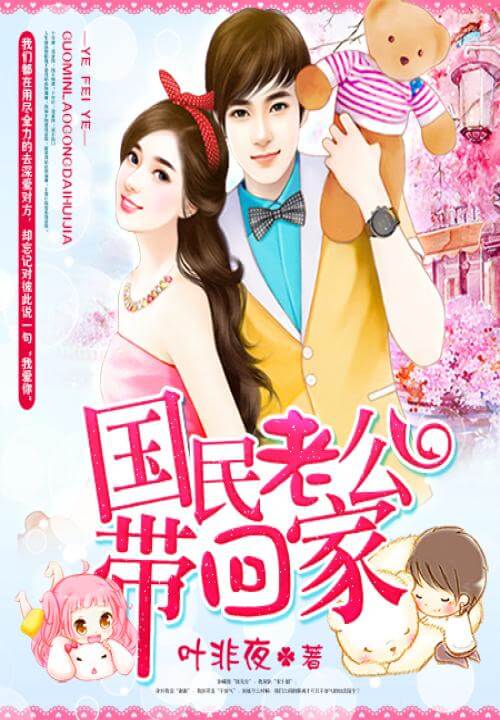 我们都在用尽全力的去深爱对方，却忘记对彼此说一句，“我爱你。”
—YE FEI YE—
GUOMINLAOGONGDAIHUIJIA
国民老公
带回家
叶非夜 著